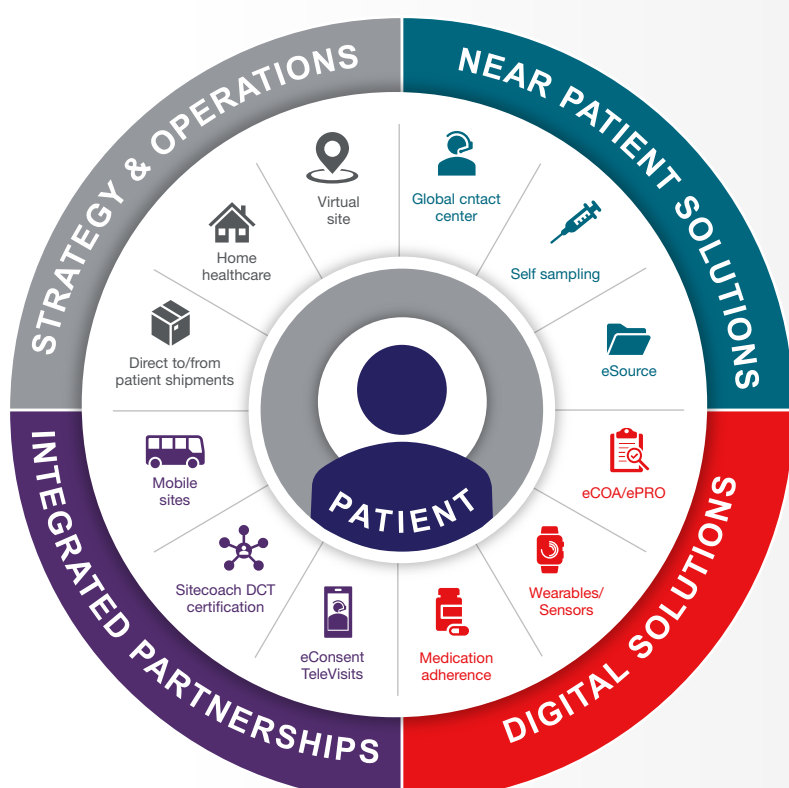 STRATEGY & OPERATIONS
NEAR PATIENT SOLUTIONS
Virtual
site
Global cntact
center
Home
healthcare
Self sampling
Direct to/from
patient shipments
eSource
PATIENT
Mobile
sites
eCOA/ePRO
Sitecoach DCT
certification
Wearables/
Sensors
eConsent
TeleVisits
Medication
adherence
INTEGRATED PARTNERSHIPS
DIGITAL SOLUTIONS